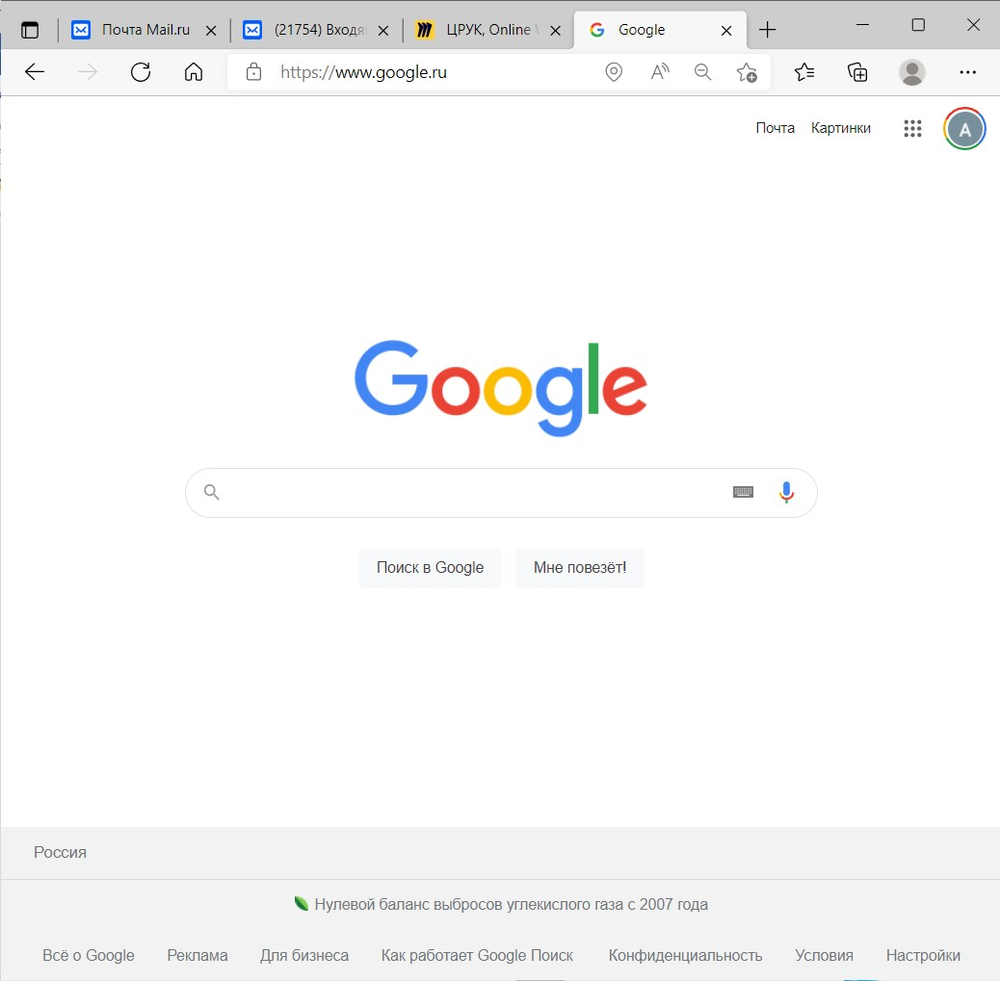 Почта Mail.ru
(21754) Входя
ЦРУК, Online
Google
https://www.google.ru
Почта Картинки
A
Google
Поиск в Google Мне повезёт!
Россия
Нулевой баланс выбросов углекислого газа с 2007 года
Всё о Google Реклама Для бизнеса Как работает Google Поиск Конфиденциальность Условия Настройки